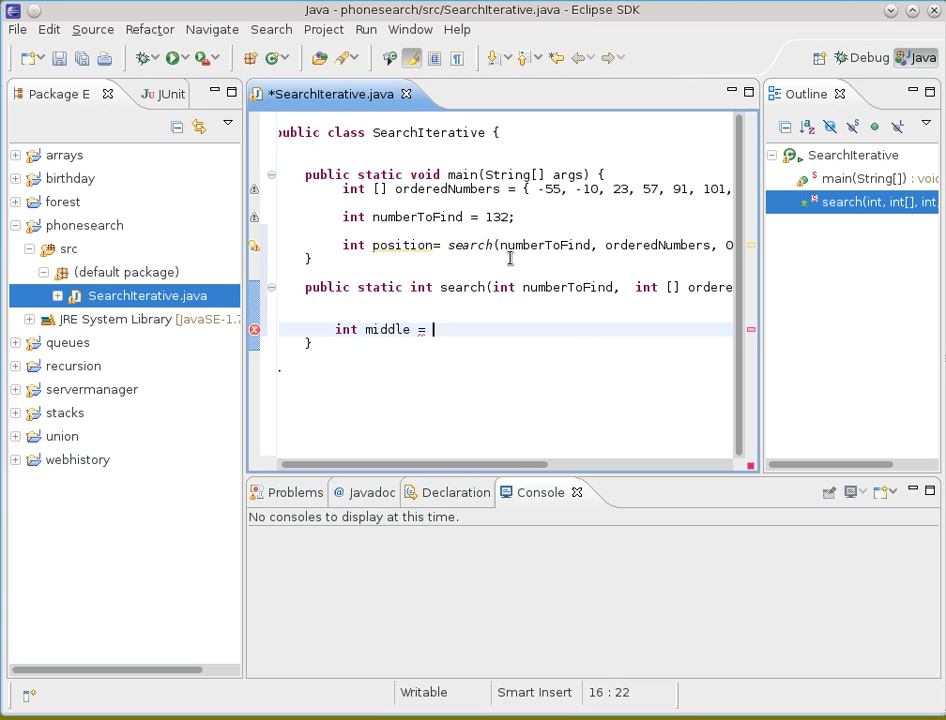 Java - phonesearch/src/SearchIterative.java - Eclipse SDK
File Edit Source Refactor Navigate Search Project Run Window Help
Debug Java
Package E JUnit
*SearchIterative.java
Outline
arrays
birthday
forest
phonesearch
src
(default package)
SearchIterative.java
JRE System Library [JavaSE-1.7
queues
recursion
servermanager
stacks
union
webhistory
public class SearchIterative {
public static void main(String[] args) {
int [] orderedNumbers = { -55, -10, 23, 57, 91, 101,
int numberToFind = 132;
int position= search(numberToFind, orderedNumbers, 0
}
public static int search(int numberToFind,  int [] ordere
int middle =
}
SearchIterative
main(String[]) : void
search(int, int[], int,
Problems Javadoc Declaration Console
No consoles to display at this time.
Writable Smart Insert 16 : 22